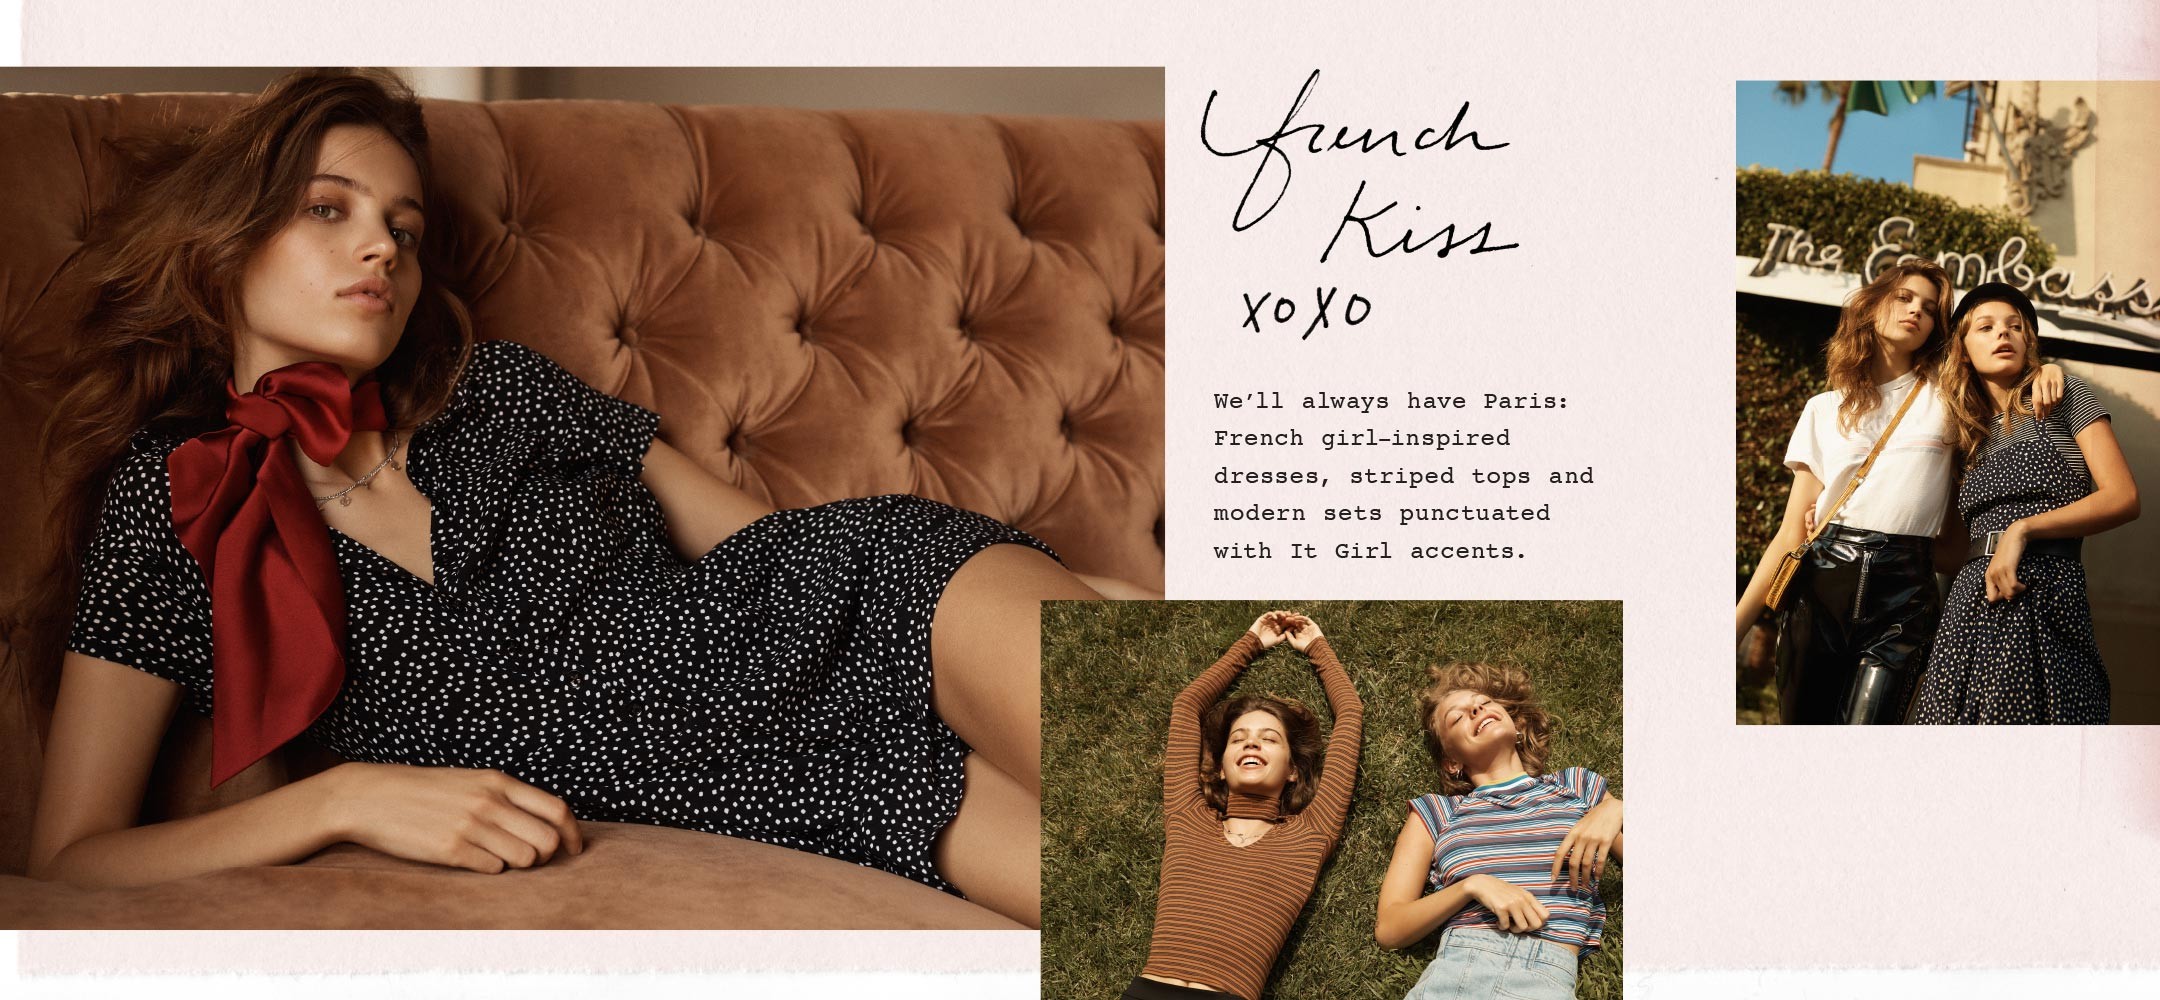 french
Kiss
xoxo
We'll always have Paris:
French girl-inspired
dresses, striped tops and
modern sets punctuated
with It Girl accents.
The Embass